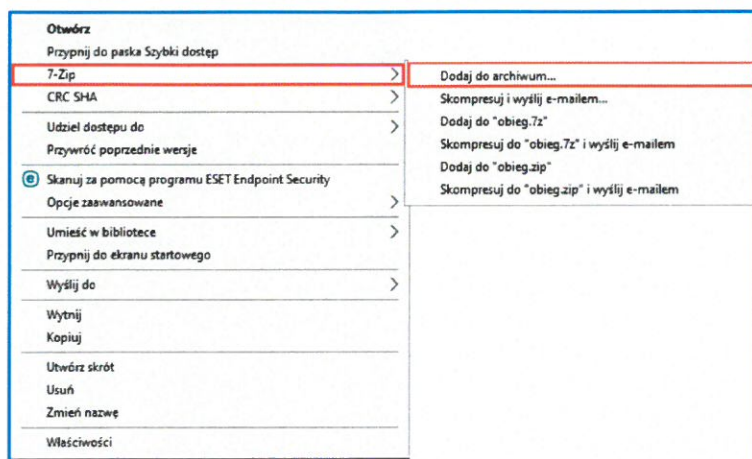 Otwórz
Przypnij do paska Szybki dostęp
7-Zip
CRC SHA
Udziel dostępu do
Przywróć poprzednie wersje
Skanuj za pomocą programu ESET Endpoint Security
Opcje zaawansowane
Umieść w bibliotece
Przypnij do ekranu startowego
Wyślij do
Wytnij
Kopiuj
Utwórz skrót
Usuń
Zmień nazwę
Właściwości
Dodaj do archiwum...
Skompresuj i wyślij e-mailem...
Dodaj do "obieg.7z"
Skompresuj do "obieg.7z" i wyślij e-mailem
Dodaj do "obieg.zip"
Skompresuj do "obieg.zip" i wyślij e-mailem